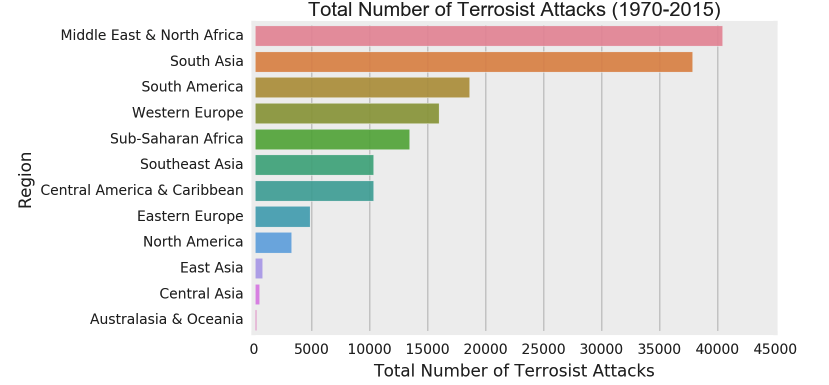 Total Number of Terrosist Attacks (1970-2015)
Middle East & North Africa
South Asia
South America
Western Europe
Sub-Saharan Africa
Southeast Asia
Central America & Caribbean
Eastern Europe
North America
East Asia
Central Asia
Australasia & Oceania
Region
0 5000 10000 15000 20000 25000 30000 35000 40000 45000
Total Number of Terrosist Attacks